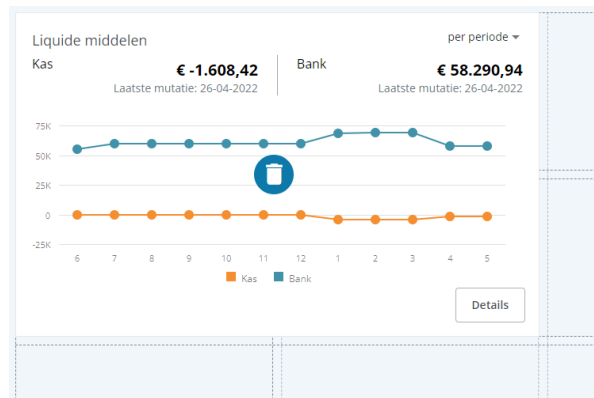 Liquide middelen
per periode
Kas
€ -1.608,42
Laatste mutatie: 26-04-2022
Bank
€ 58.290,94
Laatste mutatie: 26-04-2022
75K
50K
25K
0
-25K
6 7 8 9 10 11 12 1 2 3 4 5
Kas Bank
Details